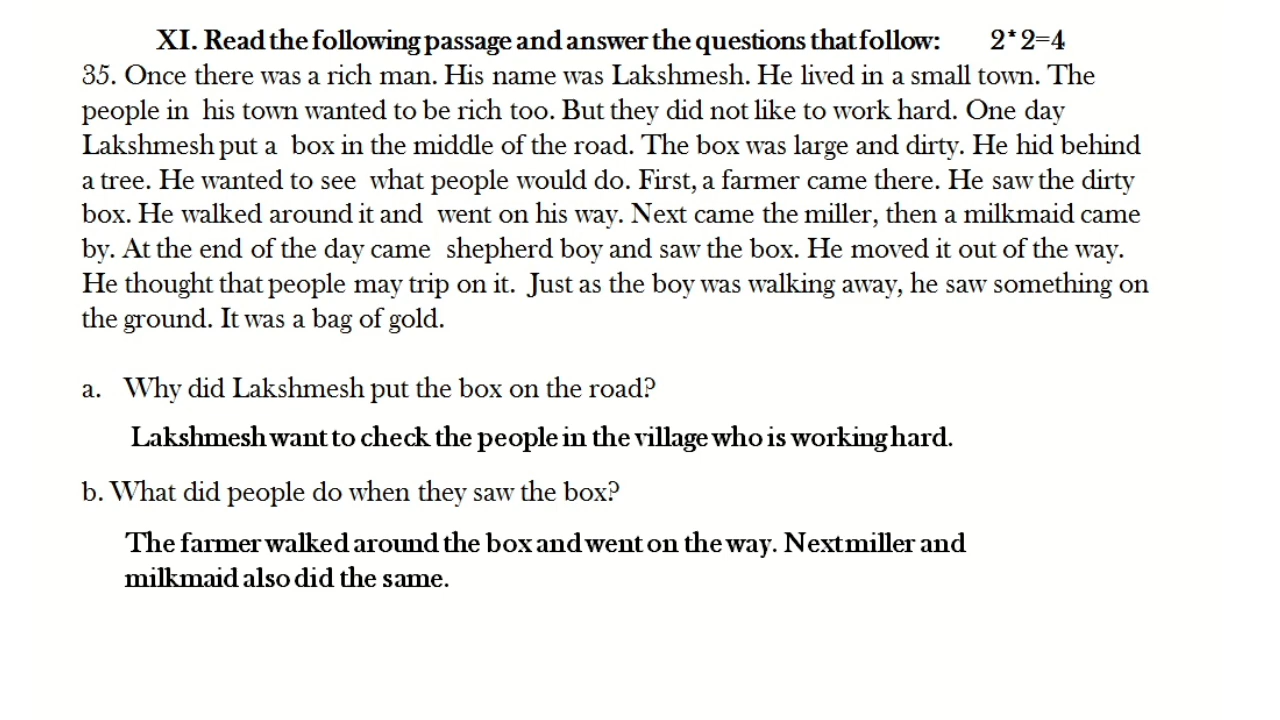 XI. Read the following passage and answer the questions that follow: 2*2=4
35. Once there was a rich man. His name was Lakshmesh. He lived in a small town. The
people in his town wanted to be rich too. But they did not like to work hard. One day
Lakshmesh put a box in the middle of the road. The box was large and dirty. He hid behind
a tree. He wanted to see what people would do. First, a farmer came there. He saw the dirty
box. He walked around it and went on his way. Next came the miller, then a milkmaid came
by. At the end of the day came shepherd boy and saw the box. He moved it out of the way.
He thought that people may trip on it. Just as the boy was walking away, he saw something on
the ground. It was a bag of gold.
a. Why did Lakshmesh put the box on the road?
Lakshmesh want to check the people in the village who is working hard.
b. What did people do when they saw the box?
The farmer walked around the box and went on the way. Next miller and
milkmaid also did the same.